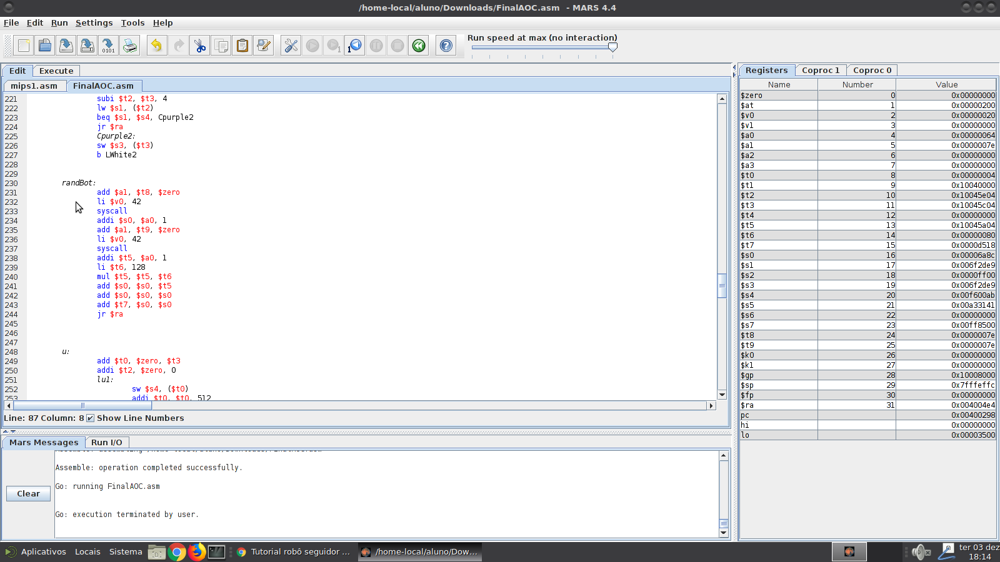 /home-local/aluno/Downloads/FinalAOC.asm - MARS 4.4
File Edit Run Settings Tools Help
Run speed at max (no interaction)
Edit Execute
mips1.asm FinalAOC.asm
221 subi $t2, $t3, 4
222 lw $s1, ($t2)
223 beq $s1, $s4, Cpurple2
224 jr $ra
225 Cpurple2:
226 sw $s3, ($t3)
227 b LWhite2
228
229
230 randBot:
231 add $a1, $t8, $zero
232 li $v0, 42
233 syscall
234 addi $s0, $a0, 1
235 add $a1, $t9, $zero
236 li $v0, 42
237 syscall
238 addi $t5, $a0, 1
239 li $t6, 128
240 mul $t5, $t5, $t6
241 add $s0, $s0, $t5
242 add $s0, $s0, $s0
243 add $t7, $s0, $s0
244 jr $ra
245
246
247
248 u:
249 add $t0, $zero, $t3
250 addi $t2, $zero, 0
251 lu1:
252 sw $s4, ($t0)
253 addi $t0, $t0, 512
Line: 87 Column: 8 Show Line Numbers
Mars Messages Run I/O
Assemble: assembling /home-local/aluno/Downloads/FinalAOC.asm
Assemble: operation completed successfully.
Go: running FinalAOC.asm
Go: execution terminated by user.
Clear
Registers Coproc 1 Coproc 0
Name Number Value
$zero 0 0x00000000
$at 1 0x00000200
$v0 2 0x00000020
$v1 3 0x00000000
$a0 4 0x00000064
$a1 5 0x0000007e
$a2 6 0x00000000
$a3 7 0x00000000
$t0 8 0x00000004
$t1 9 0x10040000
$t2 10 0x10045e04
$t3 11 0x10045c04
$t4 12 0x00000000
$t5 13 0x10045a04
$t6 14 0x00000080
$t7 15 0x0000d518
$s0 16 0x00006a8c
$s1 17 0x006f2de9
$s2 18 0x0000ff00
$s3 19 0x006f2de9
$s4 20 0x00f600ab
$s5 21 0x00a33141
$s6 22 0x00000000
$s7 23 0x00ff8500
$t8 24 0x0000007e
$t9 25 0x0000007e
$k0 26 0x00000000
$k1 27 0x00000000
$gp 28 0x10008000
$sp 29 0x7fffeffc
$fp 30 0x00000000
$ra 31 0x004004e4
pc 0x00400298
hi 0x00000000
lo 0x00003500
Aplicativos Locais Sistema Tutorial robô seguidor ... /home-local/aluno/Dow... ter 03 dez
18:14